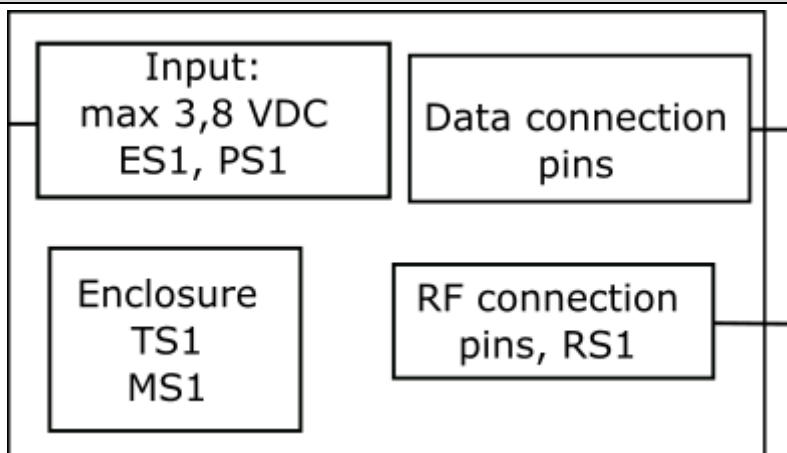 Input:
max 3,8 VDC
ES1, PS1
Data connection
pins
Enclosure
TS1
MS1
RF connection
pins, RS1